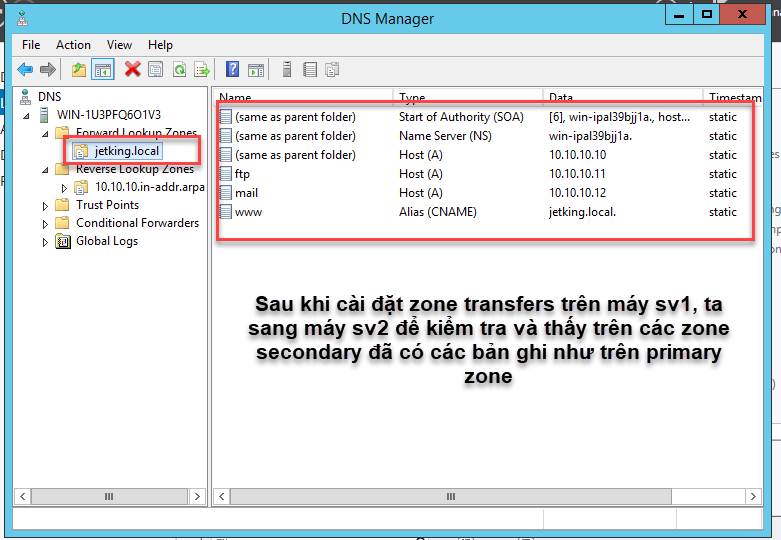 DNS Manager
File Action View Help
DNS
WIN-1U3PFQ6O1V3
Forward Lookup Zones
jetking.local
Reverse Lookup Zones
10.10.10.in-addr.arpa
Trust Points
Conditional Forwarders
Global Logs
Name Type Data Timestam
(same as parent folder) Start of Authority (SOA) [6], win-ipal39bjj1a., host... static
(same as parent folder) Name Server (NS) win-ipal39bjj1a. static
(same as parent folder) Host (A) 10.10.10.10 static
ftp Host (A) 10.10.10.11 static
mail Host (A) 10.10.10.12 static
www Alias (CNAME) jetking.local. static
Sau khi cài đặt zone transfers trên máy sv1, ta
sang máy sv2 để kiểm tra và thấy trên các zone
secondary đã có các bản ghi như trên primary
zone